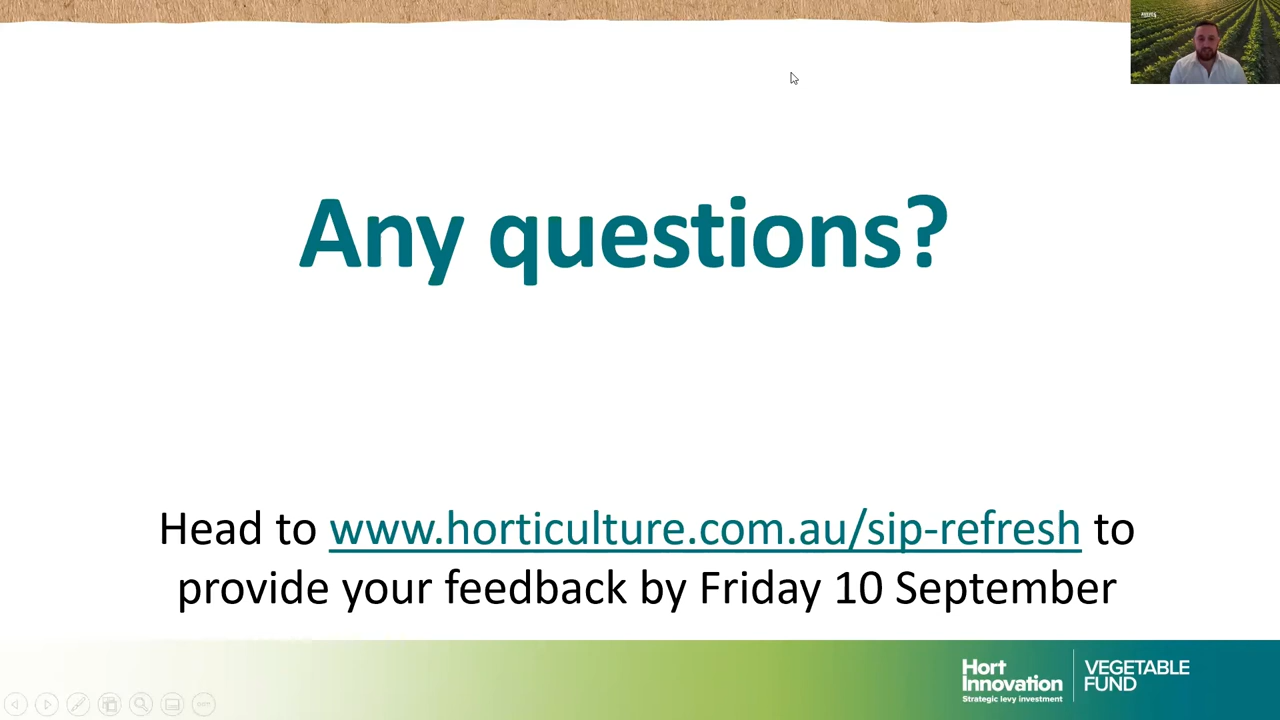 Any questions?
Head to www.horticulture.com.au/sip-refresh to
provide your feedback by Friday 10 September
Hort
Innovation
Strategic levy investment
VEGETABLE
FUND